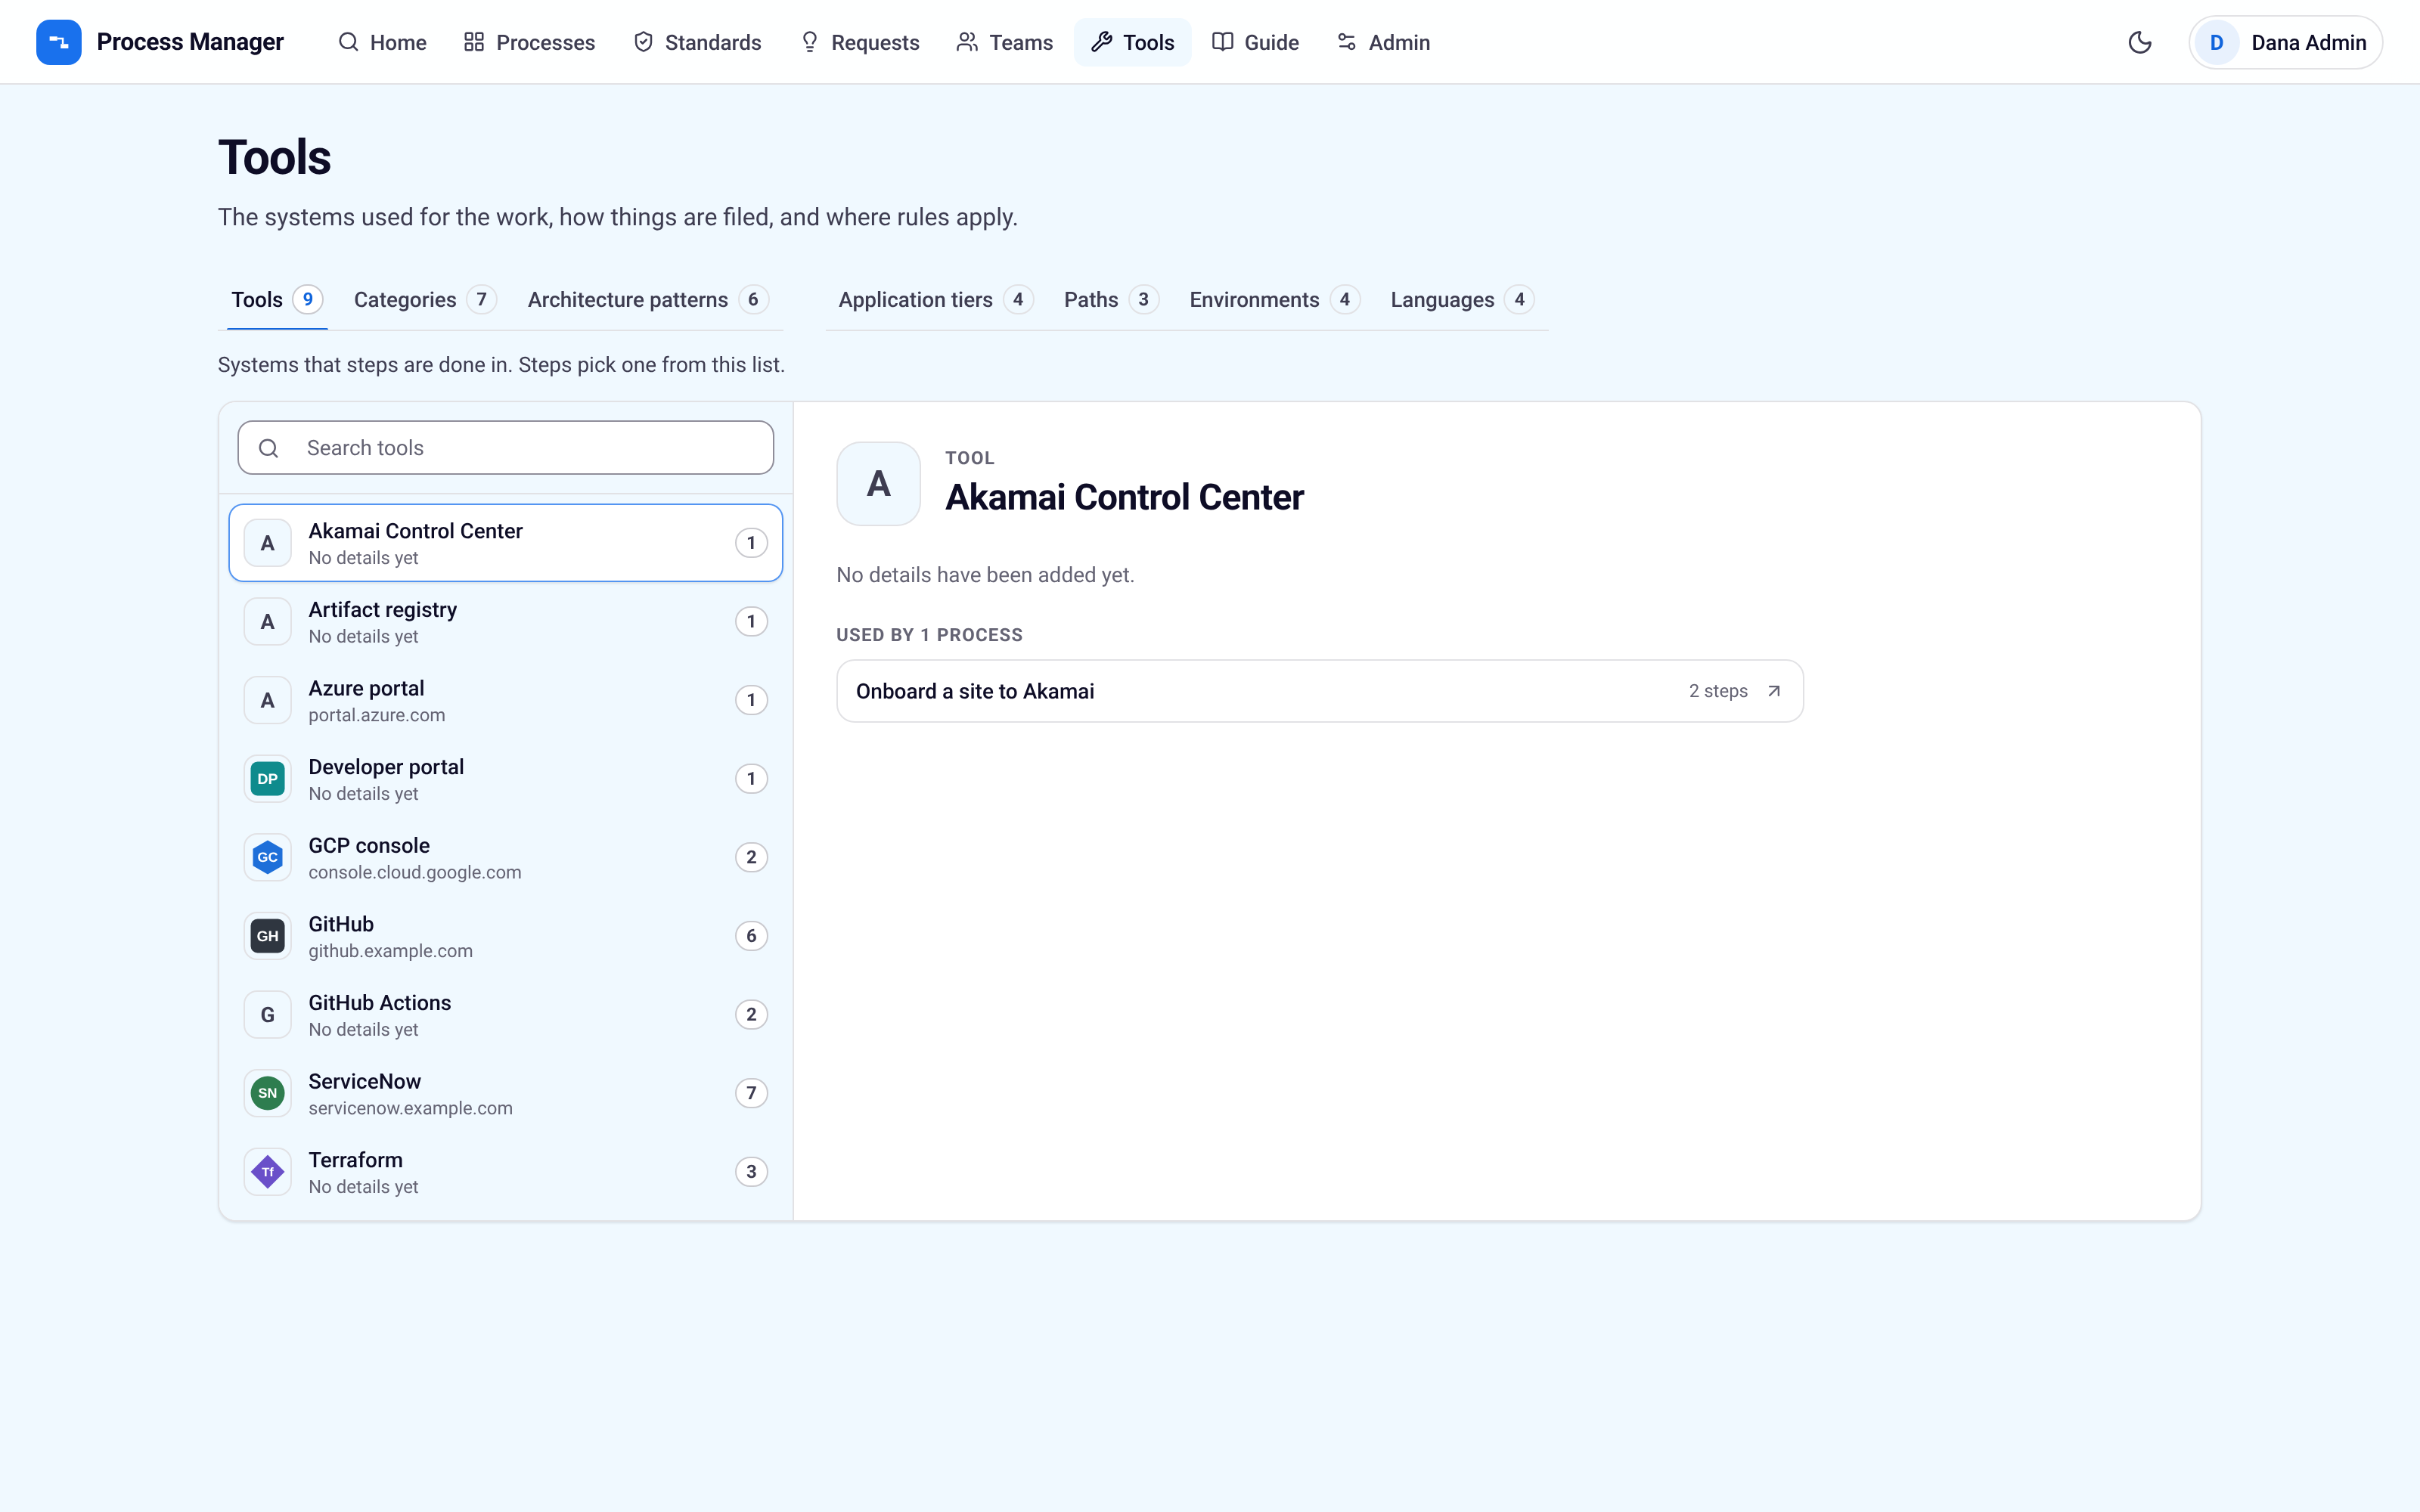 Process Manager
Home
Processes
Standards
Requests
Teams
Tools
Guide
Admin
D
Dana Admin
Tools
The systems used for the work, how things are filed, and where rules apply.
Tools 9
Categories 7
Architecture patterns 6
Application tiers 4
Paths 3
Environments 4
Languages 4
Systems that steps are done in. Steps pick one from this list.
Search tools
A
Akamai Control Center
No details yet
1
A
Artifact registry
No details yet
1
A
Azure portal
portal.azure.com
1
DP
Developer portal
No details yet
1
GC
GCP console
console.cloud.google.com
2
GH
GitHub
github.example.com
6
G
GitHub Actions
No details yet
2
SN
ServiceNow
servicenow.example.com
7
Tf
Terraform
No details yet
3
A
TOOL
Akamai Control Center
No details have been added yet.
USED BY 1 PROCESS
Onboard a site to Akamai
2 steps